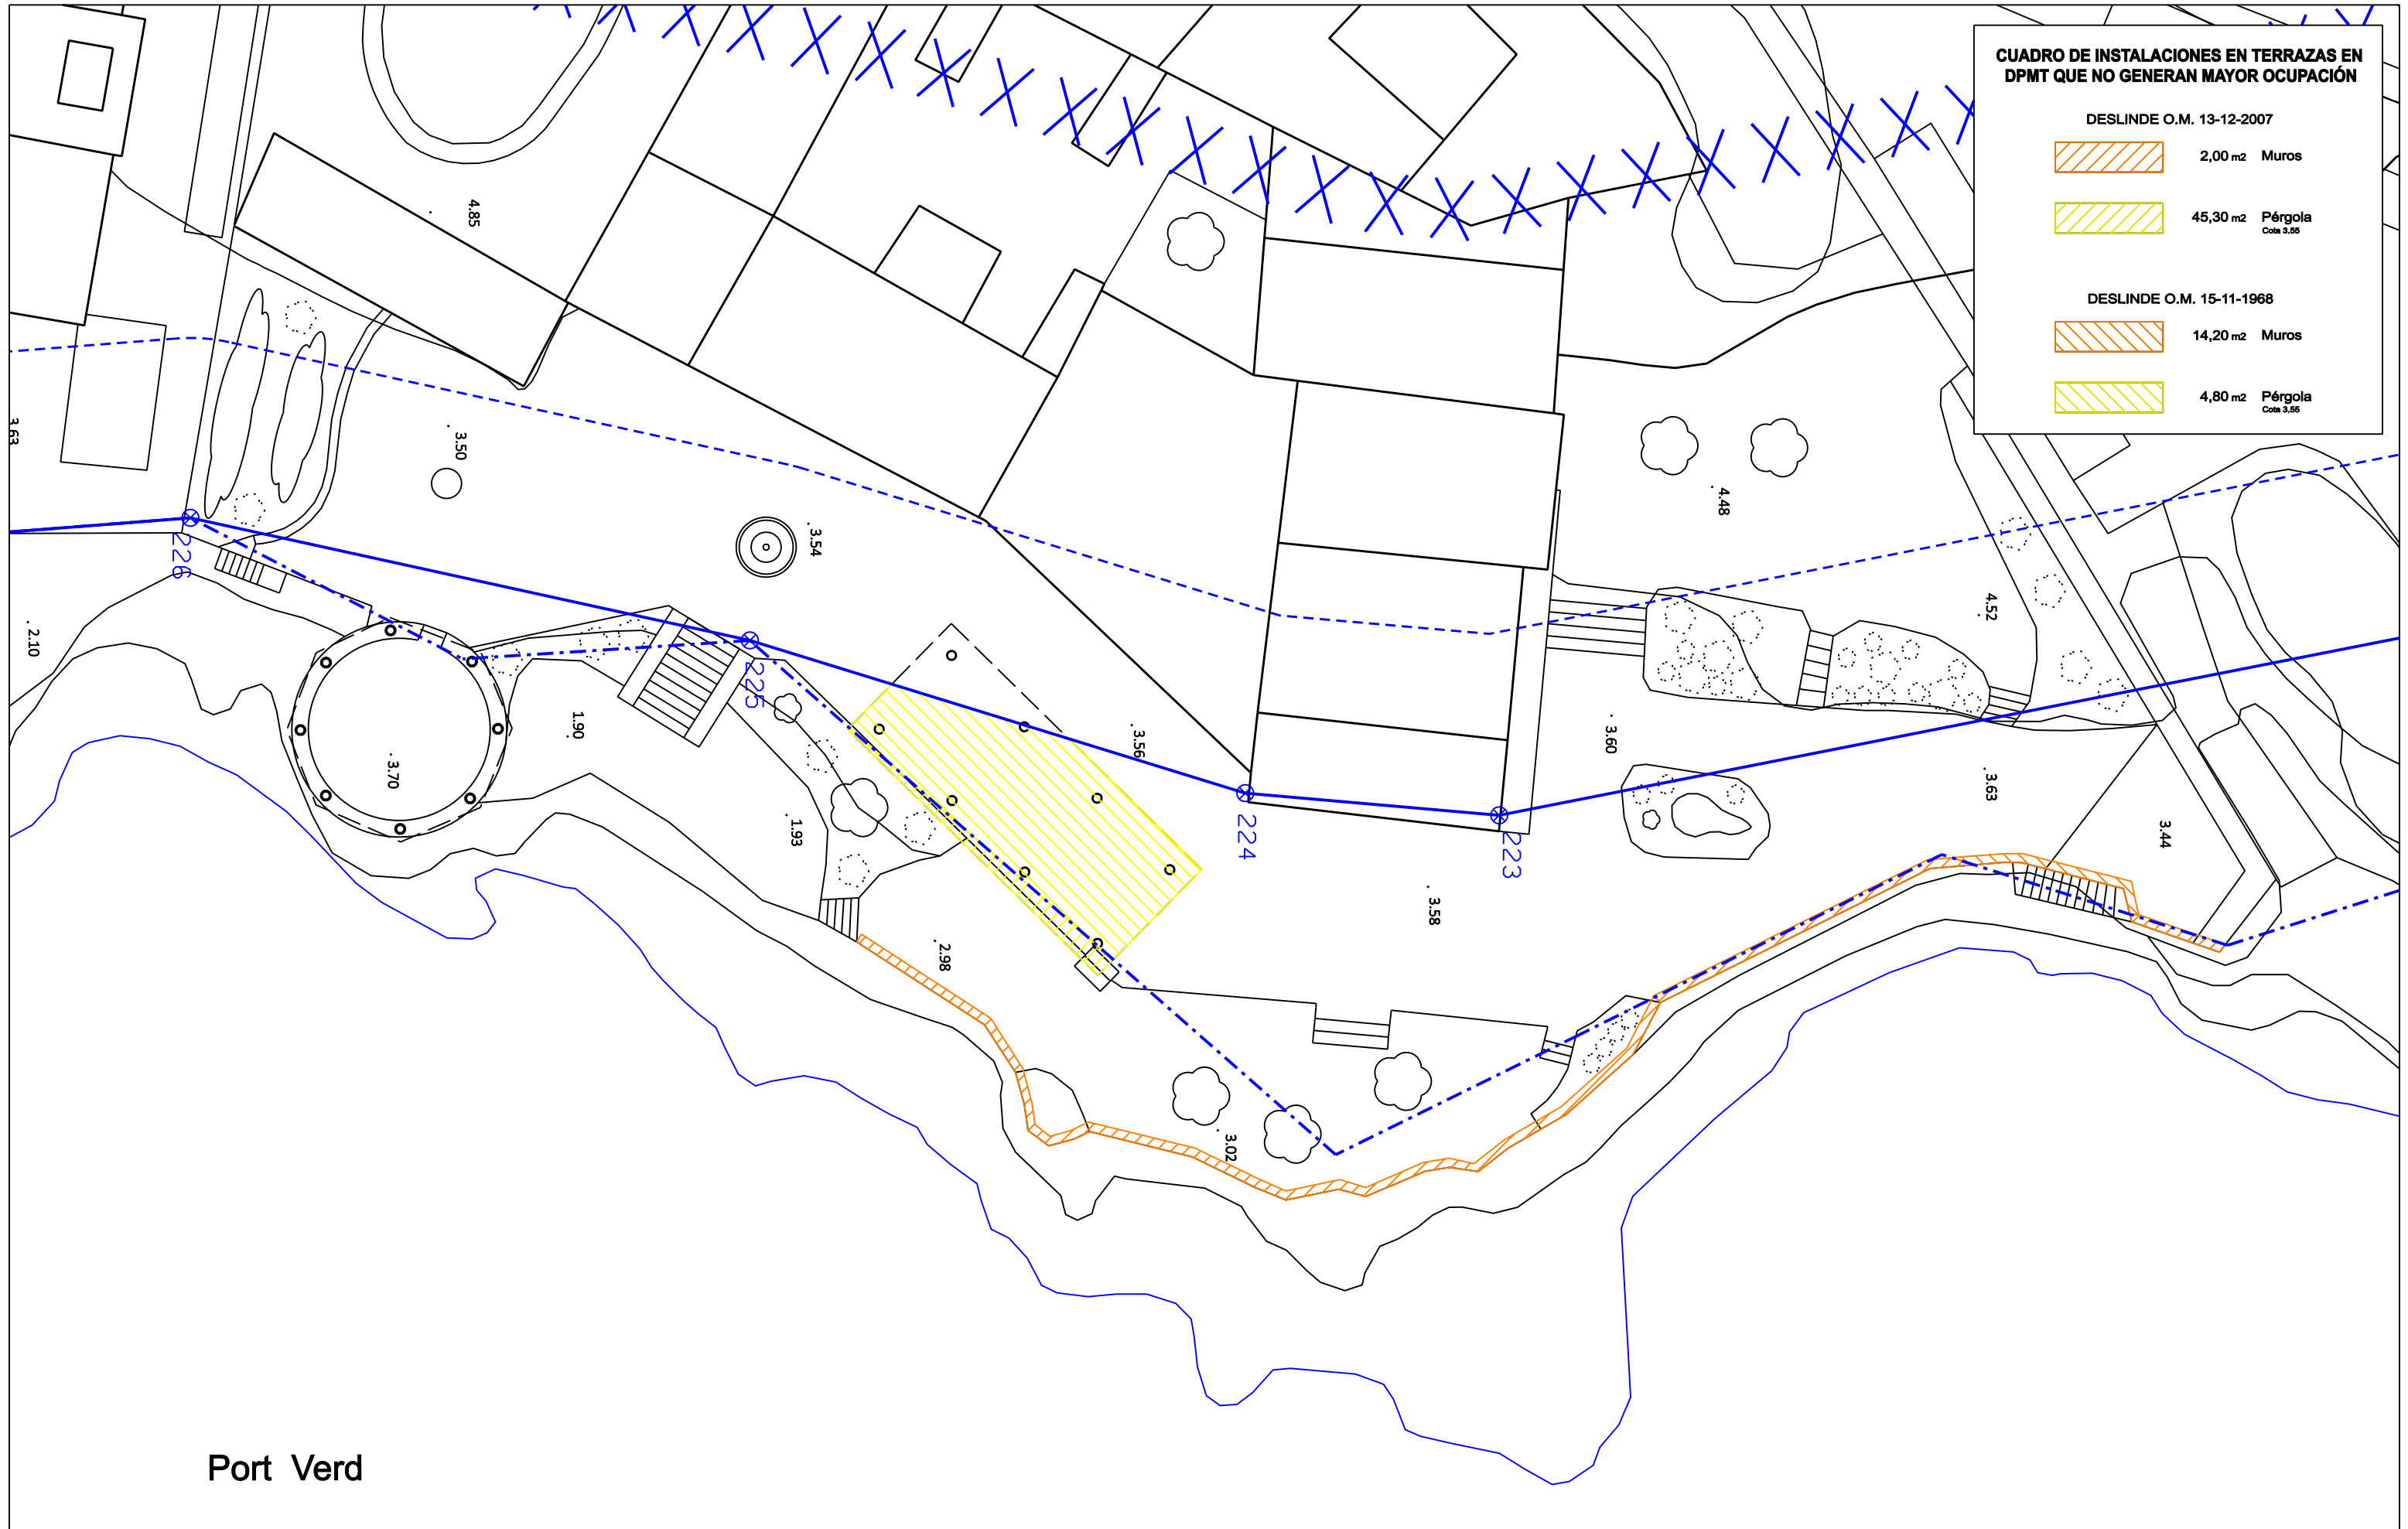 CUADRO DE INSTALACIONES EN TERRAZAS EN
DPMT QUE NO GENERAN MAYOR OCUPACIÓN
DESLINDE O.M. 13-12-2007
2,00 m2 Muros
45,30 m2 Pérgola
Cota 3.55
DESLINDE O.M. 15-11-1968
14,20 m2 Muros
4,80 m2 Pérgola
Cota 3.55
4.85
3.63
3.50
3.54
4.48
226
2.10
4.52
225
1.90
3.56
3.60
3.70
3.63
1.93
224
223
3.44
3.58
2.98
3.02
Port Verd